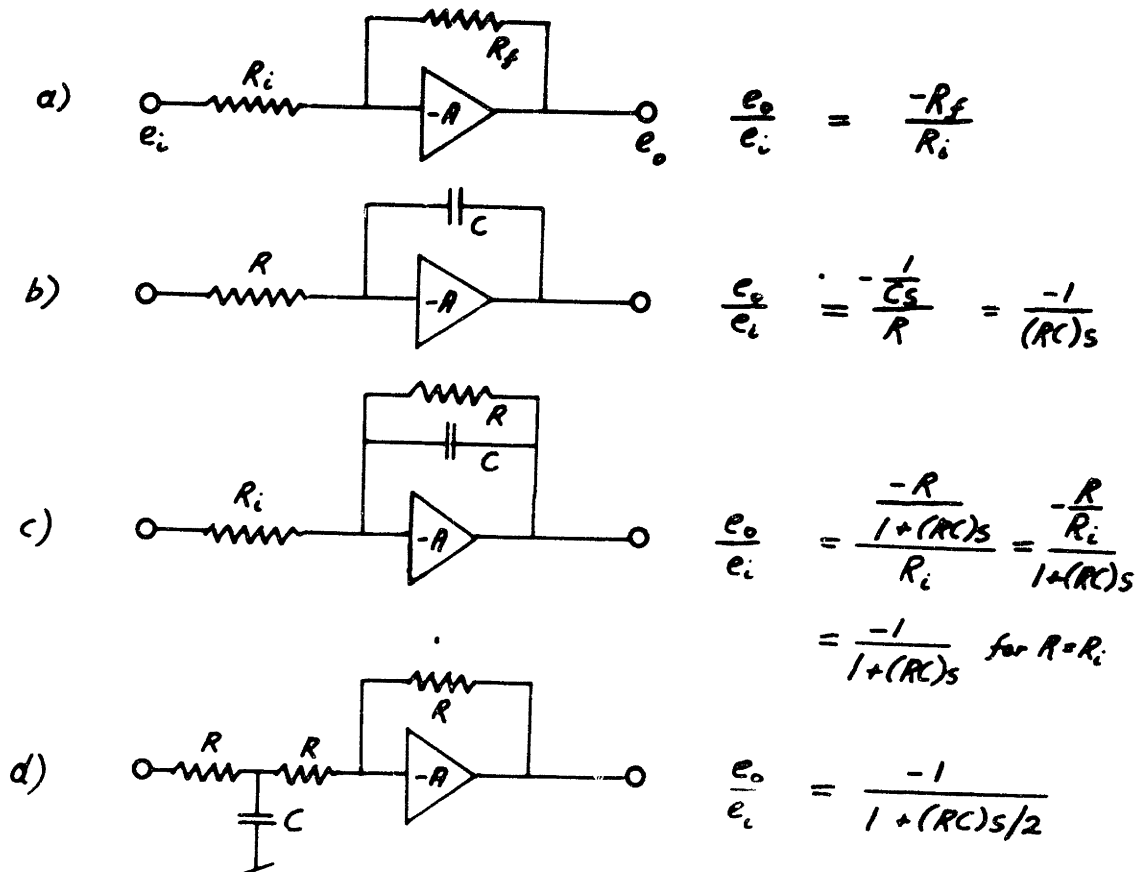 R_f
R_i
a) -A e_o/e_i = -R_f/R_i
e_i e_o
C
R
b) -A e_o/e_i = -(1/Cs)/R = -1/(RC)s
R
C
R_i
c) -A e_o/e_i = (-R/(1+(RC)s))/R_i = (-R/R_i)/(1+(RC)s)
= -1/(1+(RC)s) for R=R_i
R
R R
d) -A e_o/e_i = -1/(1+(RC)s/2)
C